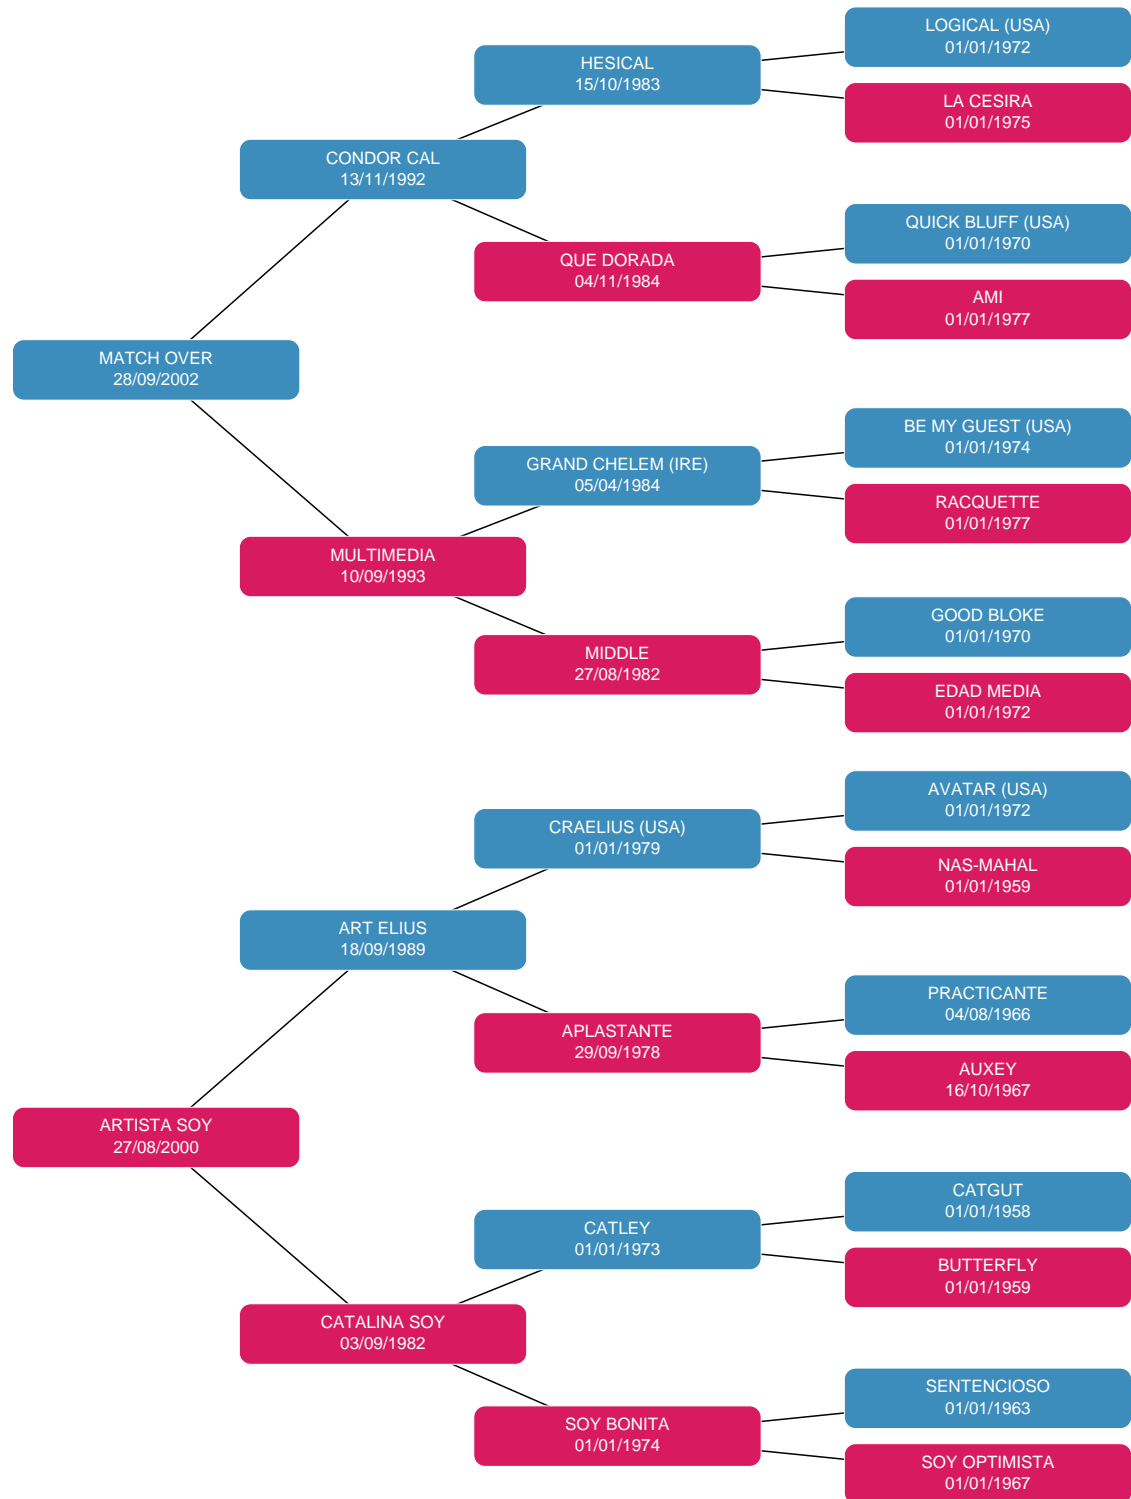 LOGICAL (USA)
01/01/1972
HESICAL
15/10/1983
LA CESIRA
01/01/1975
CONDOR CAL
13/11/1992
QUICK BLUFF (USA)
01/01/1970
QUE DORADA
04/11/1984
AMI
01/01/1977
MATCH OVER
28/09/2002
BE MY GUEST (USA)
01/01/1974
GRAND CHELEM (IRE)
05/04/1984
RACQUETTE
01/01/1977
MULTIMEDIA
10/09/1993
GOOD BLOKE
01/01/1970
MIDDLE
27/08/1982
EDAD MEDIA
01/01/1972
AVATAR (USA)
01/01/1972
CRAELIUS (USA)
01/01/1979
NAS-MAHAL
01/01/1959
ART ELIUS
18/09/1989
PRACTICANTE
04/08/1966
APLASTANTE
29/09/1978
AUXEY
16/10/1967
ARTISTA SOY
27/08/2000
CATGUT
01/01/1958
CATLEY
01/01/1973
BUTTERFLY
01/01/1959
CATALINA SOY
03/09/1982
SENTENCIOSO
01/01/1963
SOY BONITA
01/01/1974
SOY OPTIMISTA
01/01/1967